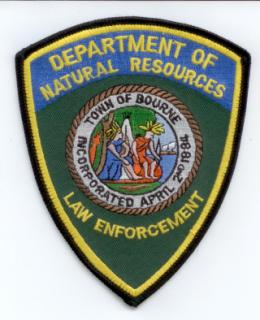 DEPARTMENT OF
NATURAL RESOURCES
TOWN OF BOURNE
INCORPORATED APRIL 2ND 1884
LAW ENFORCEMENT